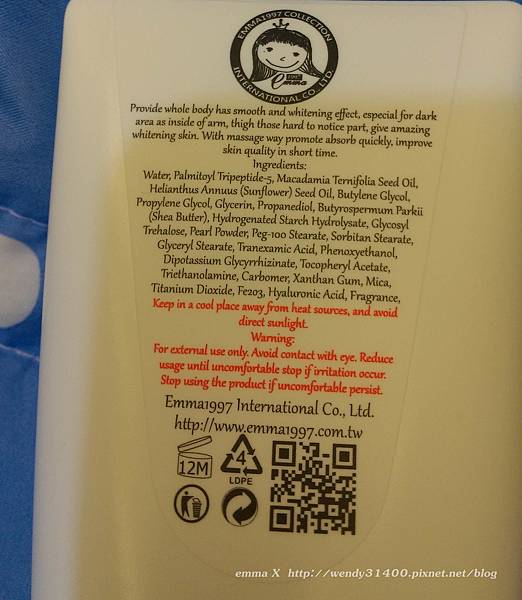 EMMA1997 COLLECTION
1997
emma
INTERNATIONAL CO., LTD.
Provide whole body has smooth and whitening effect, especial for dark
area as inside of arm, thigh those hard to notice part, give amazing
whitening skin. With massage way promote absorb quickly, improve
skin quality in short time.
Ingredients:
Water, Palmitoyl Tripeptide-5, Macadamia Ternifolia Seed Oil,
Helianthus Annuus (Sunflower) Seed Oil, Butylene Glycol,
Propylene Glycol, Glycerin, Propanediol, Butyrospermum Parkii
(Shea Butter), Hydrogenated Starch Hydrolysate, Glycosyl
Trehalose, Pearl Powder, Peg-100 Stearate, Sorbitan Stearate,
Glyceryl Stearate, Tranexamic Acid, Phenoxyethanol,
Dipotassium Glycyrrhizinate, Tocopheryl Acetate,
Triethanolamine, Carbomer, Xanthan Gum, Mica,
Titanium Dioxide, Fe203, Hyaluronic Acid, Fragrance,
Keep in a cool place away from heat sources, and avoid
direct sunlight.
Warning:
For external use only. Avoid contact with eye. Reduce
usage until uncomfortable stop if irritation occur.
Stop using the product if uncomfortable persist.
Emma1997 International Co., Ltd.
http://www.emma1997.com.tw
12M
4
LDPE
emma X http://wendy31400.pixnet.net/blog